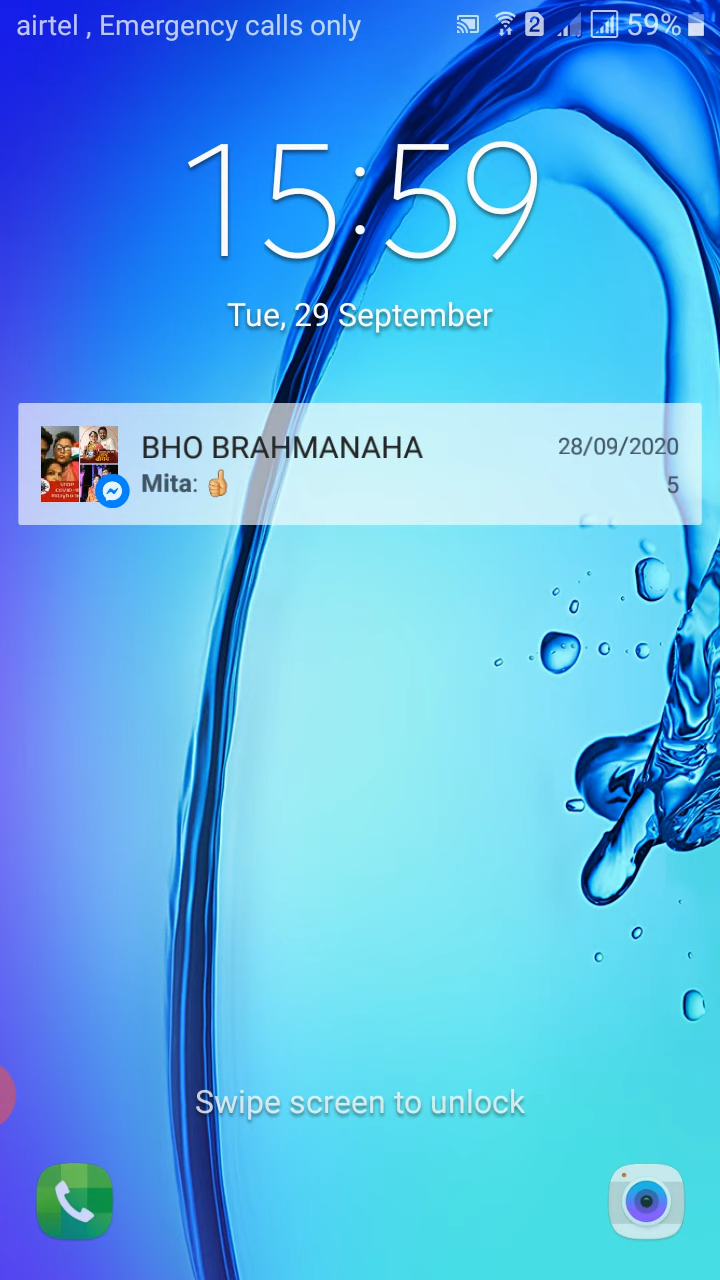 airtel , Emergency calls only 2 59%
15:59
Tue, 29 September
BHO BRAHMANAHA 28/09/2020
Mita: 👍 5
Swipe screen to unlock